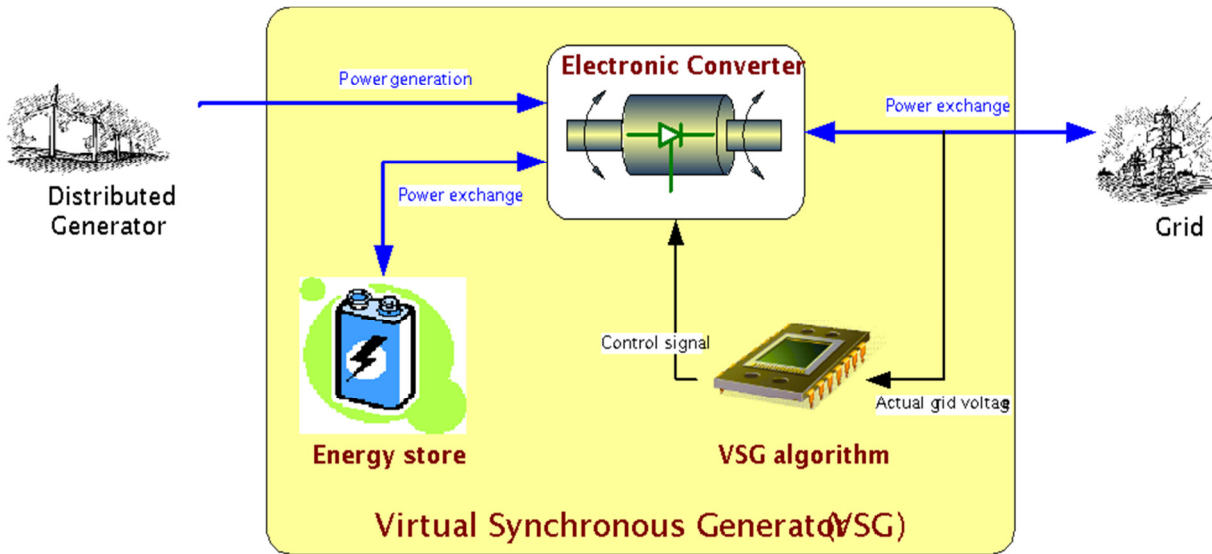 Electronic Converter
Power generation
Power exchange
Power exchange
Distributed
Generator
Grid
Control signal
Actual grid voltage
Energy store
VSG algorithm
Virtual Synchronous Generator (VSG)